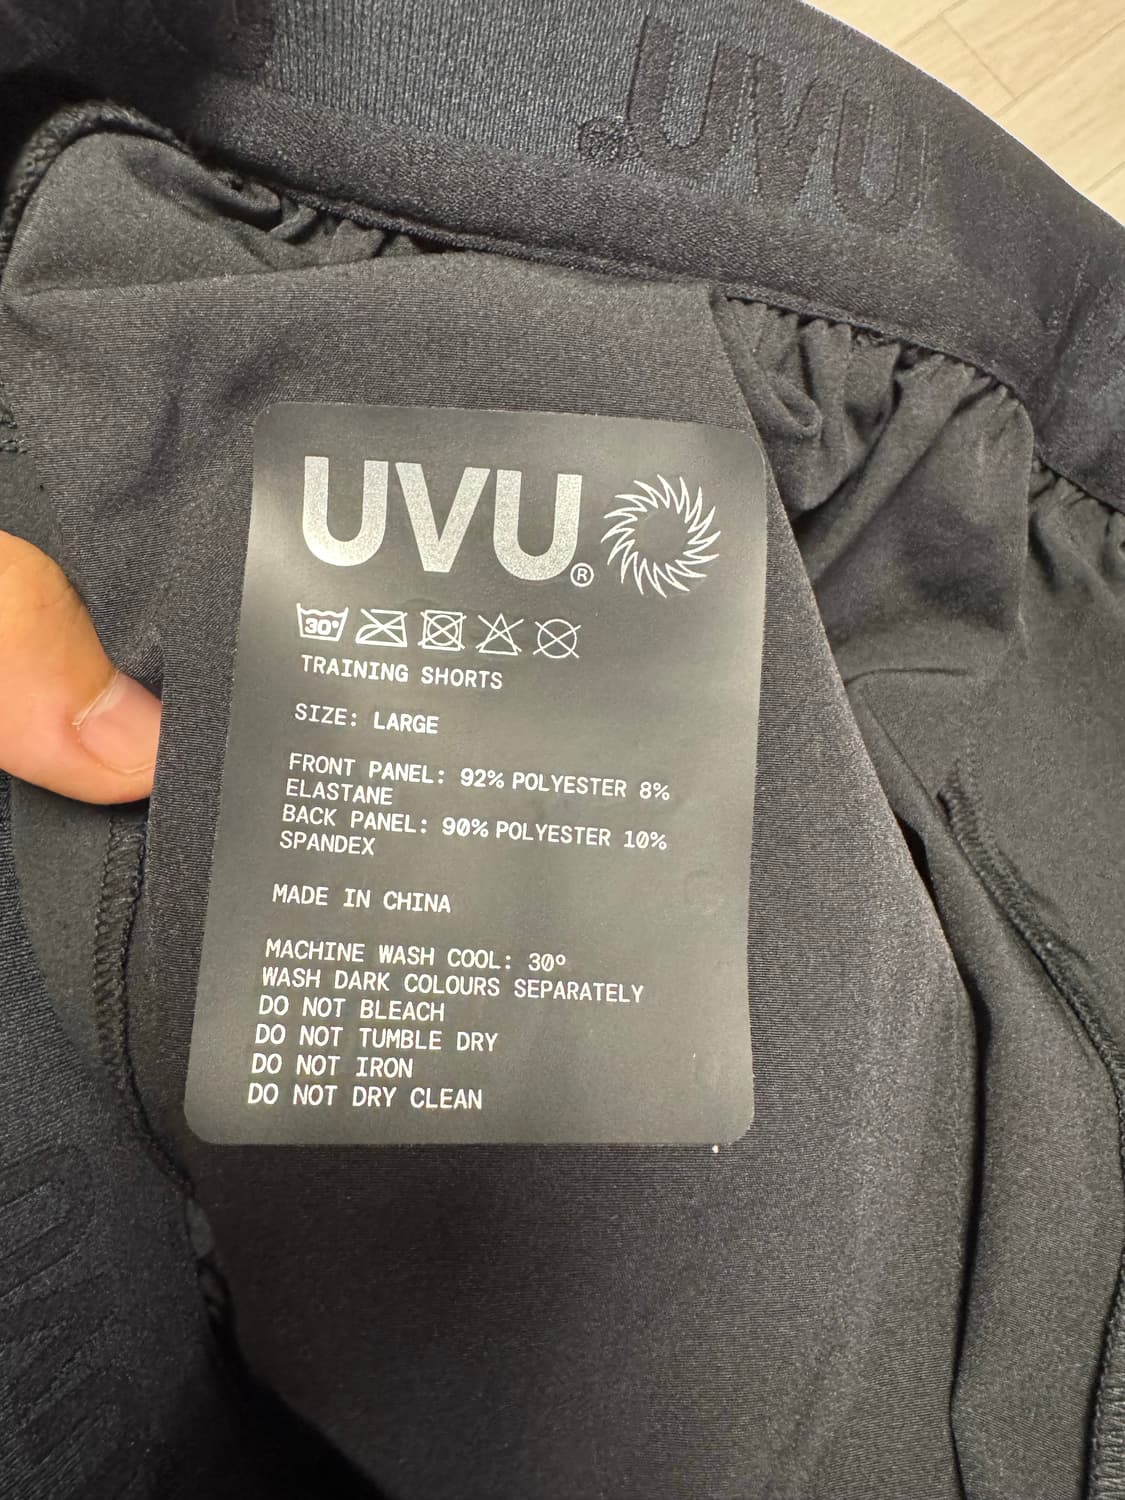 UVU
UVU®
30°
TRAINING SHORTS
SIZE: LARGE
FRONT PANEL: 92% POLYESTER 8%
ELASTANE
BACK PANEL: 90% POLYESTER 10%
SPANDEX
MADE IN CHINA
MACHINE WASH COOL: 30º
WASH DARK COLOURS SEPARATELY
DO NOT BLEACH
DO NOT TUMBLE DRY
DO NOT IRON
DO NOT DRY CLEAN